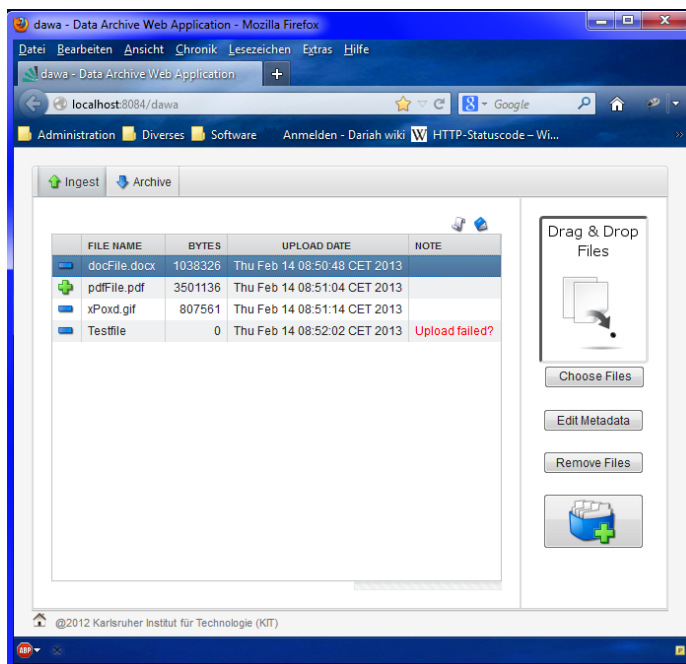 dawa - Data Archive Web Application - Mozilla Firefox
Datei Bearbeiten Ansicht Chronik Lesezeichen Extras Hilfe
dawa - Data Archive Web Application
localhost:8084/dawa
Google
Administration Diverses Software Anmelden - Dariah wiki W HTTP-Statuscode – Wi...
Ingest Archive
FILE NAME BYTES UPLOAD DATE NOTE
docFile.docx 1038326 Thu Feb 14 08:50:48 CET 2013
pdfFile.pdf 3501136 Thu Feb 14 08:51:04 CET 2013
xPoxd.gif 807561 Thu Feb 14 08:51:14 CET 2013
Testfile 0 Thu Feb 14 08:52:02 CET 2013 Upload failed?
Drag & Drop
Files
Choose Files
Edit Metadata
Remove Files
@2012 Karlsruher Institut für Technologie (KIT)
ABP